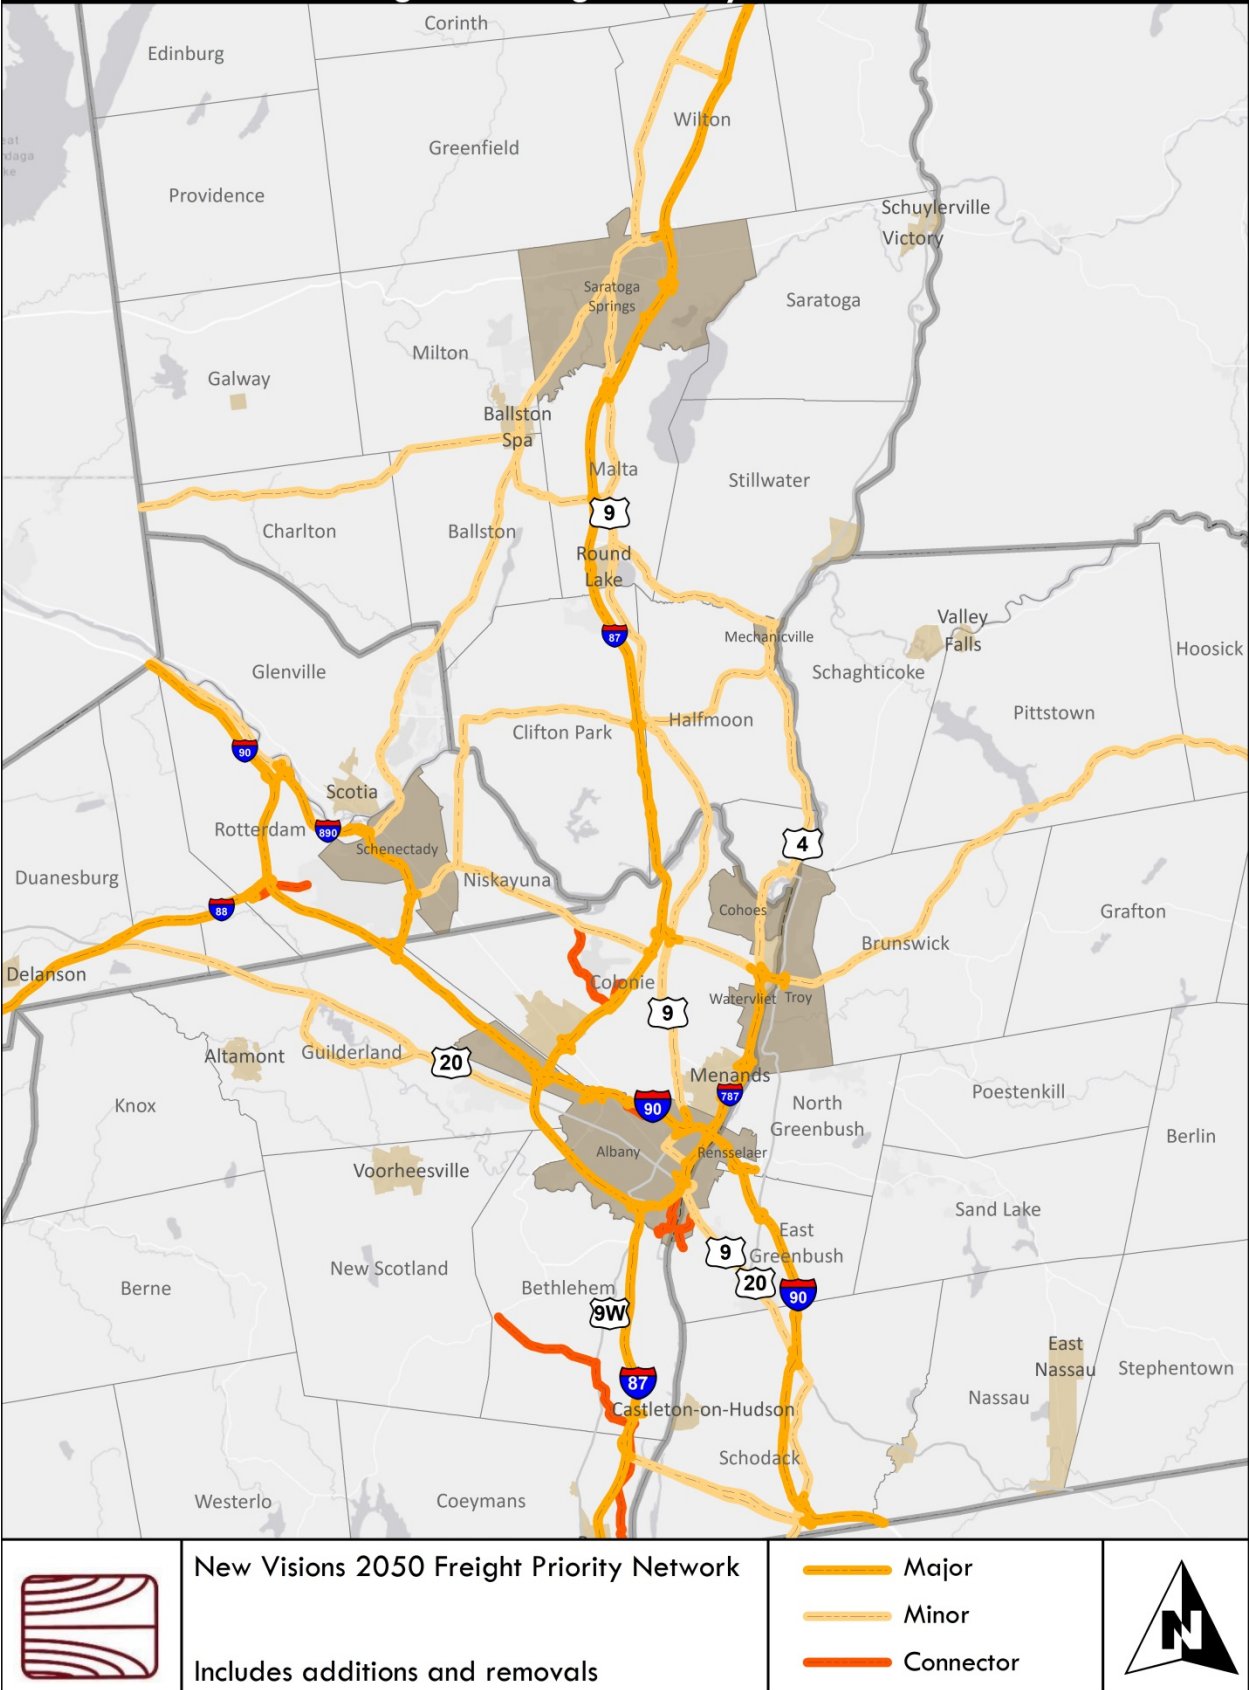 Corinth
Edinburg
Wilton
Greenfield
Providence
Schuylerville
Victory
Saratoga
Springs
Saratoga
Milton
Galway
Ballston
Spa
Malta
Stillwater
9
Charlton
Ballston
Round
Lake
Valley
Falls
87
Mechanicville
Hoosick
Glenville
Schaghticoke
Pittstown
Halfmoon
Clifton Park
90
Scotia
Rotterdam
890
4
Schenectady
Duanesburg
Niskayuna
88
Cohoes
Grafton
Brunswick
Delanson
Colonie
Watervliet
Troy
9
Altamont
Guilderland
20
Menands
Poestenkill
787
90
Knox
North
Greenbush
Berlin
Albany
Rensselaer
Voorheesville
Sand Lake
East
Greenbush
9
New Scotland
20
Berne
Bethlehem
90
9W
East
Nassau
Stephentown
87
Nassau
Castleton-on-Hudson
Schodack
Westerlo
Coeymans
New Visions 2050 Freight Priority Network
Includes additions and removals
Major
Minor
Connector
N